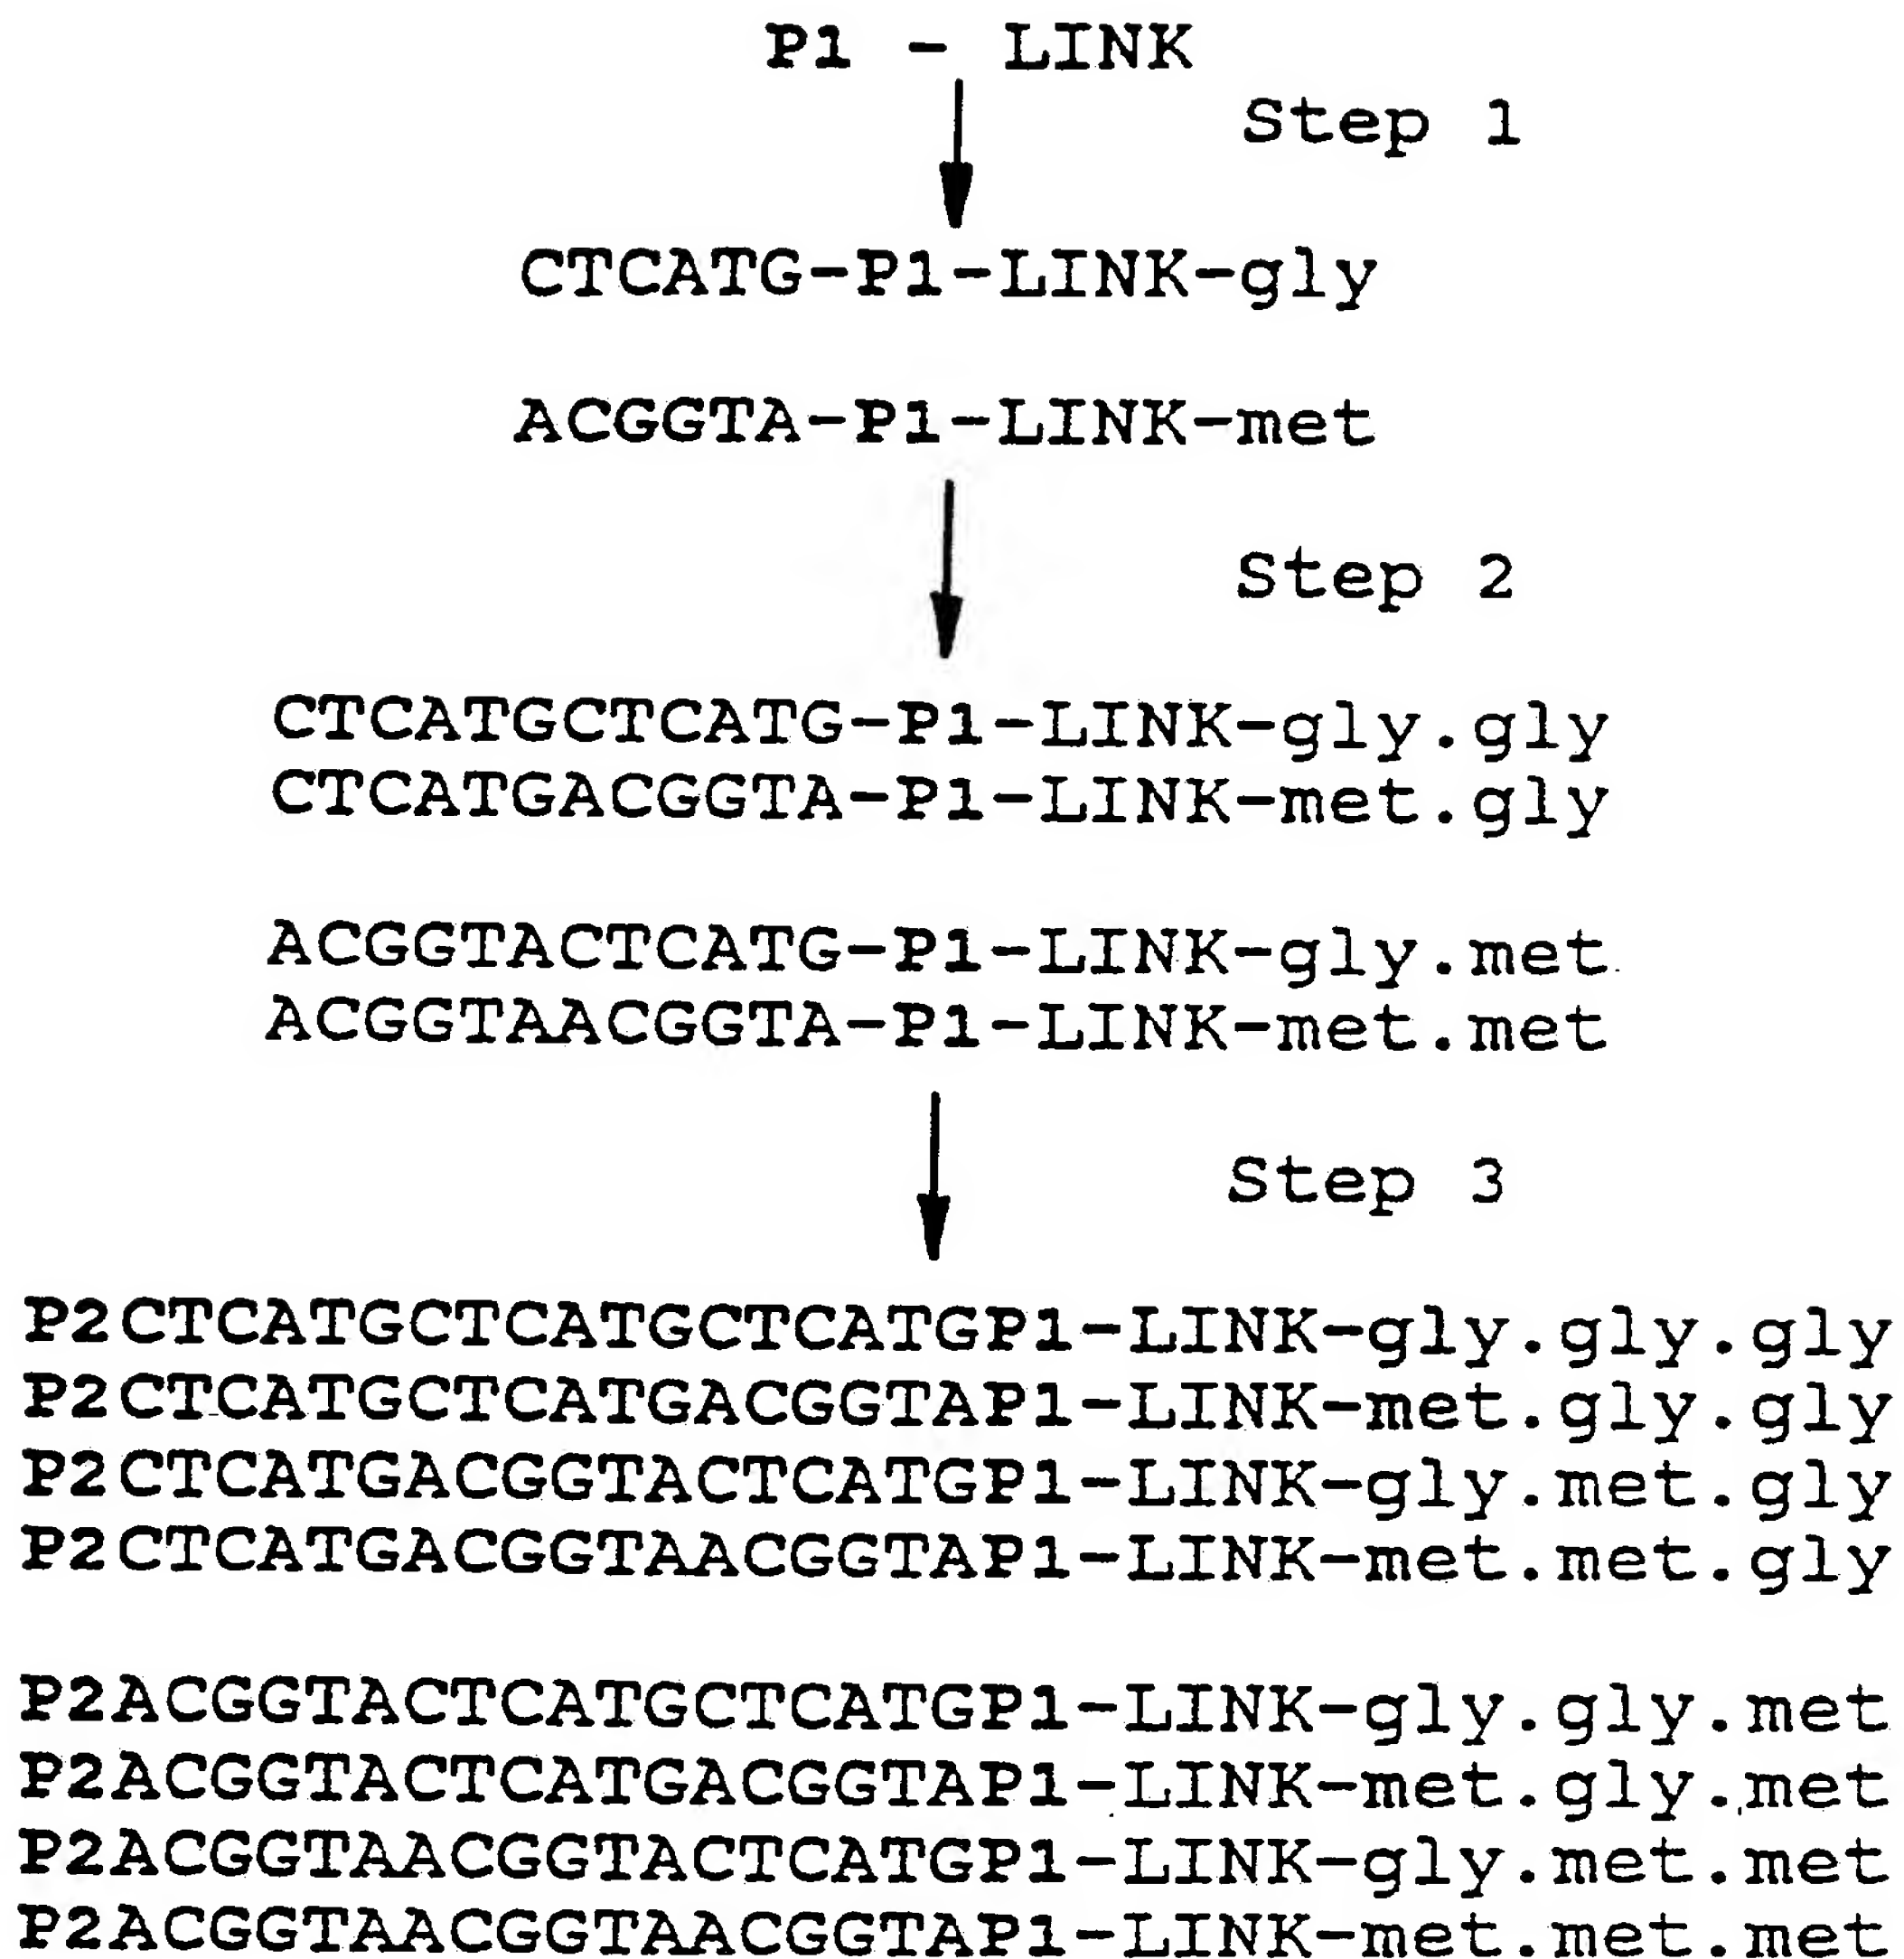 P1 - LINK
Step 1
CTCATG-P1-LINK-gly
ACGGTA-P1-LINK-met
Step 2
CTCATGCTCATG-P1-LINK-gly.gly
CTCATGACGGTA-P1-LINK-met.gly
ACGGTACTCATG-P1-LINK-gly.met
ACGGTAACGGTA-P1-LINK-met.met
Step 3
P2CTCATGCTCATGCTCATGP1-LINK-gly.gly.gly
P2CTCATGCTCATGACGGTAP1-LINK-met.gly.gly
P2CTCATGACGGTACTCATGP1-LINK-gly.met.gly
P2CTCATGACGGTAACGGTAP1-LINK-met.met.gly
P2ACGGTACTCATGCTCATGP1-LINK-gly.gly.met
P2ACGGTACTCATGACGGTAP1-LINK-met.gly.met
P2ACGGTAACGGTACTCATGP1-LINK-gly.met.met
P2ACGGTAACGGTAACGGTAP1-LINK-met.met.met